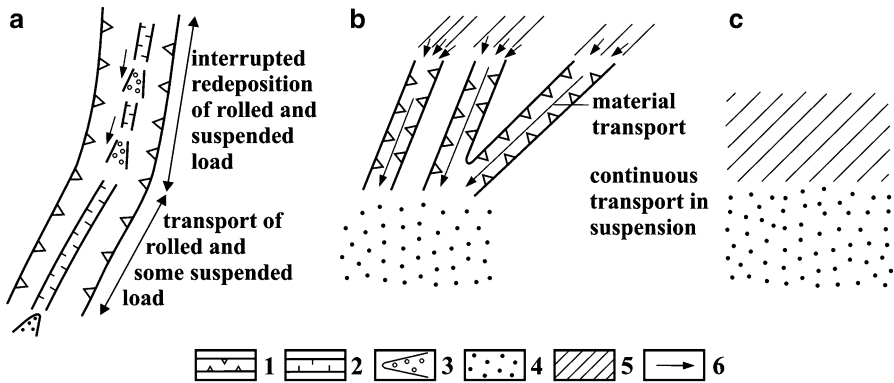 a
interrupted
redeposition
of rolled and
suspended
load
transport of
rolled and
some suspended
load
b
material
transport
continuous
transport in
suspension
c
1 2 3 4 5 6